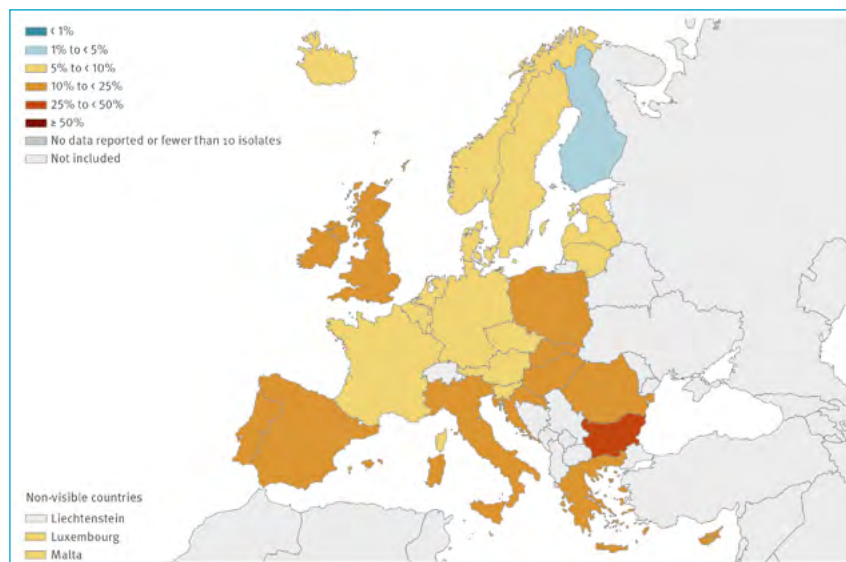 < 1%
1% to < 5%
5% to < 10%
10% to < 25%
25% to < 50%
≥ 50%
No data reported or fewer than 10 isolates
Not included
Non-visible countries
Liechtenstein
Luxembourg
Malta